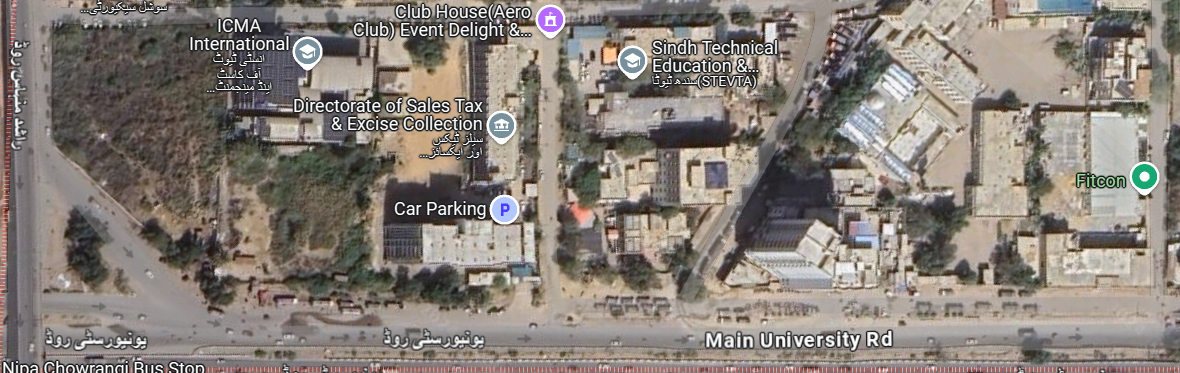 سوشل سیکیورٹی...
Club House(Aero
Club) Event Delight &...
ICMA
International
انسٹی ٹیوٹ
آف کاسٹ
اینڈ مینجمنٹ...
Sindh Technical
Education &...
سندھ ٹیوٹا(STEVTA)
راشد منہاس روڈ
Directorate of Sales Tax
& Excise Collection
سیلز ٹیکس
اور ایکسائز...
Fitcon
Car Parking
P
یونیورسٹی روڈ
یونیورسٹی روڈ
Main University Rd
Nipa Chowrangi Bus Stop